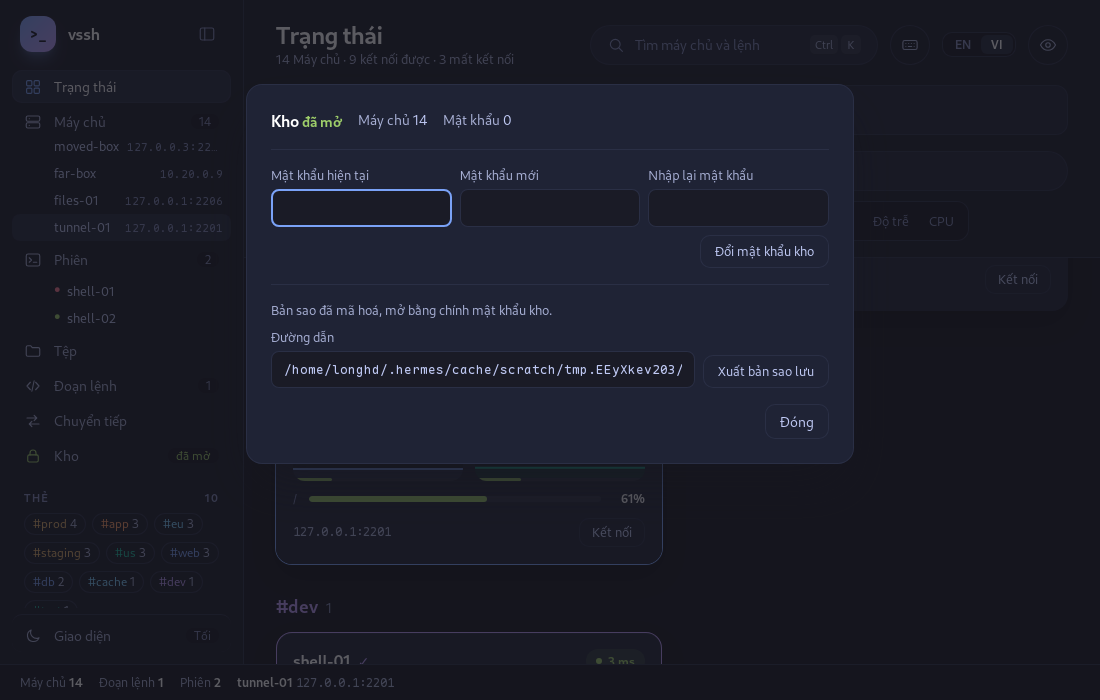 >_ vssh
Trạng thái
Máy chủ 14
moved-box 127.0.0.3:22…
far-box 10.20.0.9
files-01 127.0.0.1:2206
tunnel-01 127.0.0.1:2201
Phiên 2
shell-01
shell-02
Tệp
Đoạn lệnh 1
Chuyển tiếp
Kho đã mở
THẺ 10
#prod 4 #app 3 #eu 3
#staging 3 #us 3 #web 3
#db 2 #cache 1 #dev 1
Giao diện Tối
Trạng thái
14 Máy chủ · 9 kết nối được · 3 mất kết nối
Tìm máy chủ và lệnh Ctrl K
EN VI
Độ trễ CPU
Kết nối
Kho đã mở Máy chủ 14 Mật khẩu 0
Mật khẩu hiện tại Mật khẩu mới Nhập lại mật khẩu
Đổi mật khẩu kho
Bản sao đã mã hoá, mở bằng chính mật khẩu kho.
Đường dẫn
/home/longhd/.hermes/cache/scratch/tmp.EEyXkev203/
Xuất bản sao lưu
Đóng
/ 61%
127.0.0.1:2201 Kết nối
#dev 1
shell-01 ✓ 3 ms
Máy chủ 14 Đoạn lệnh 1 Phiên 2 tunnel-01 127.0.0.1:2201